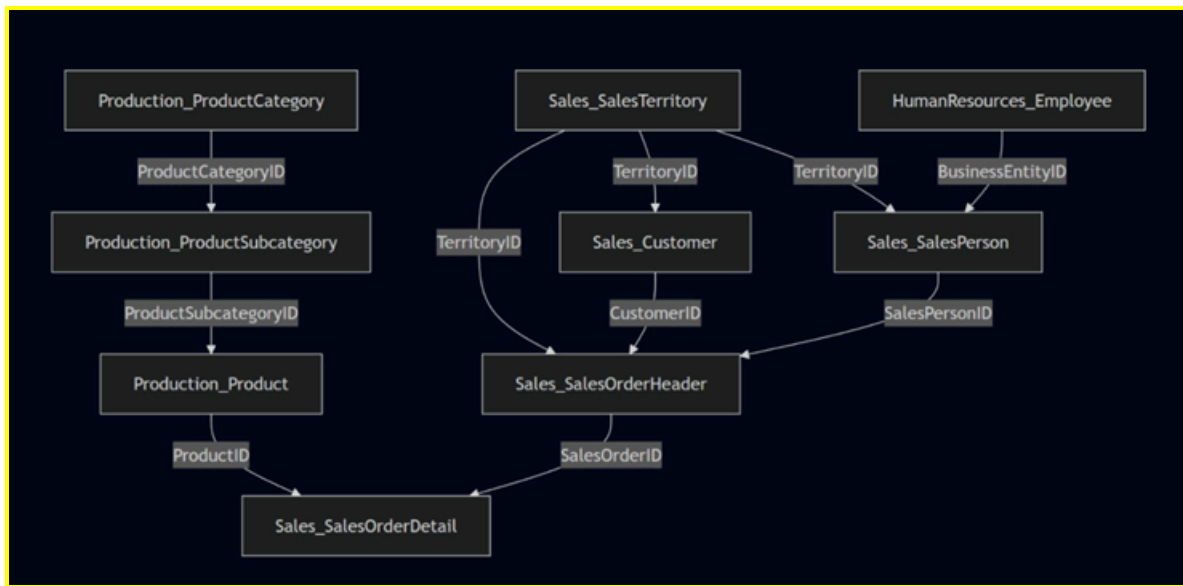 Production_ProductCategory
Sales_SalesTerritory
HumanResources_Employee
ProductCategoryID
TerritoryID
TerritoryID
BusinessEntityID
Production_ProductSubcategory
TerritoryID
Sales_Customer
Sales_SalesPerson
ProductSubcategoryID
CustomerID
SalesPersonID
Production_Product
Sales_SalesOrderHeader
ProductID
SalesOrderID
Sales_SalesOrderDetail